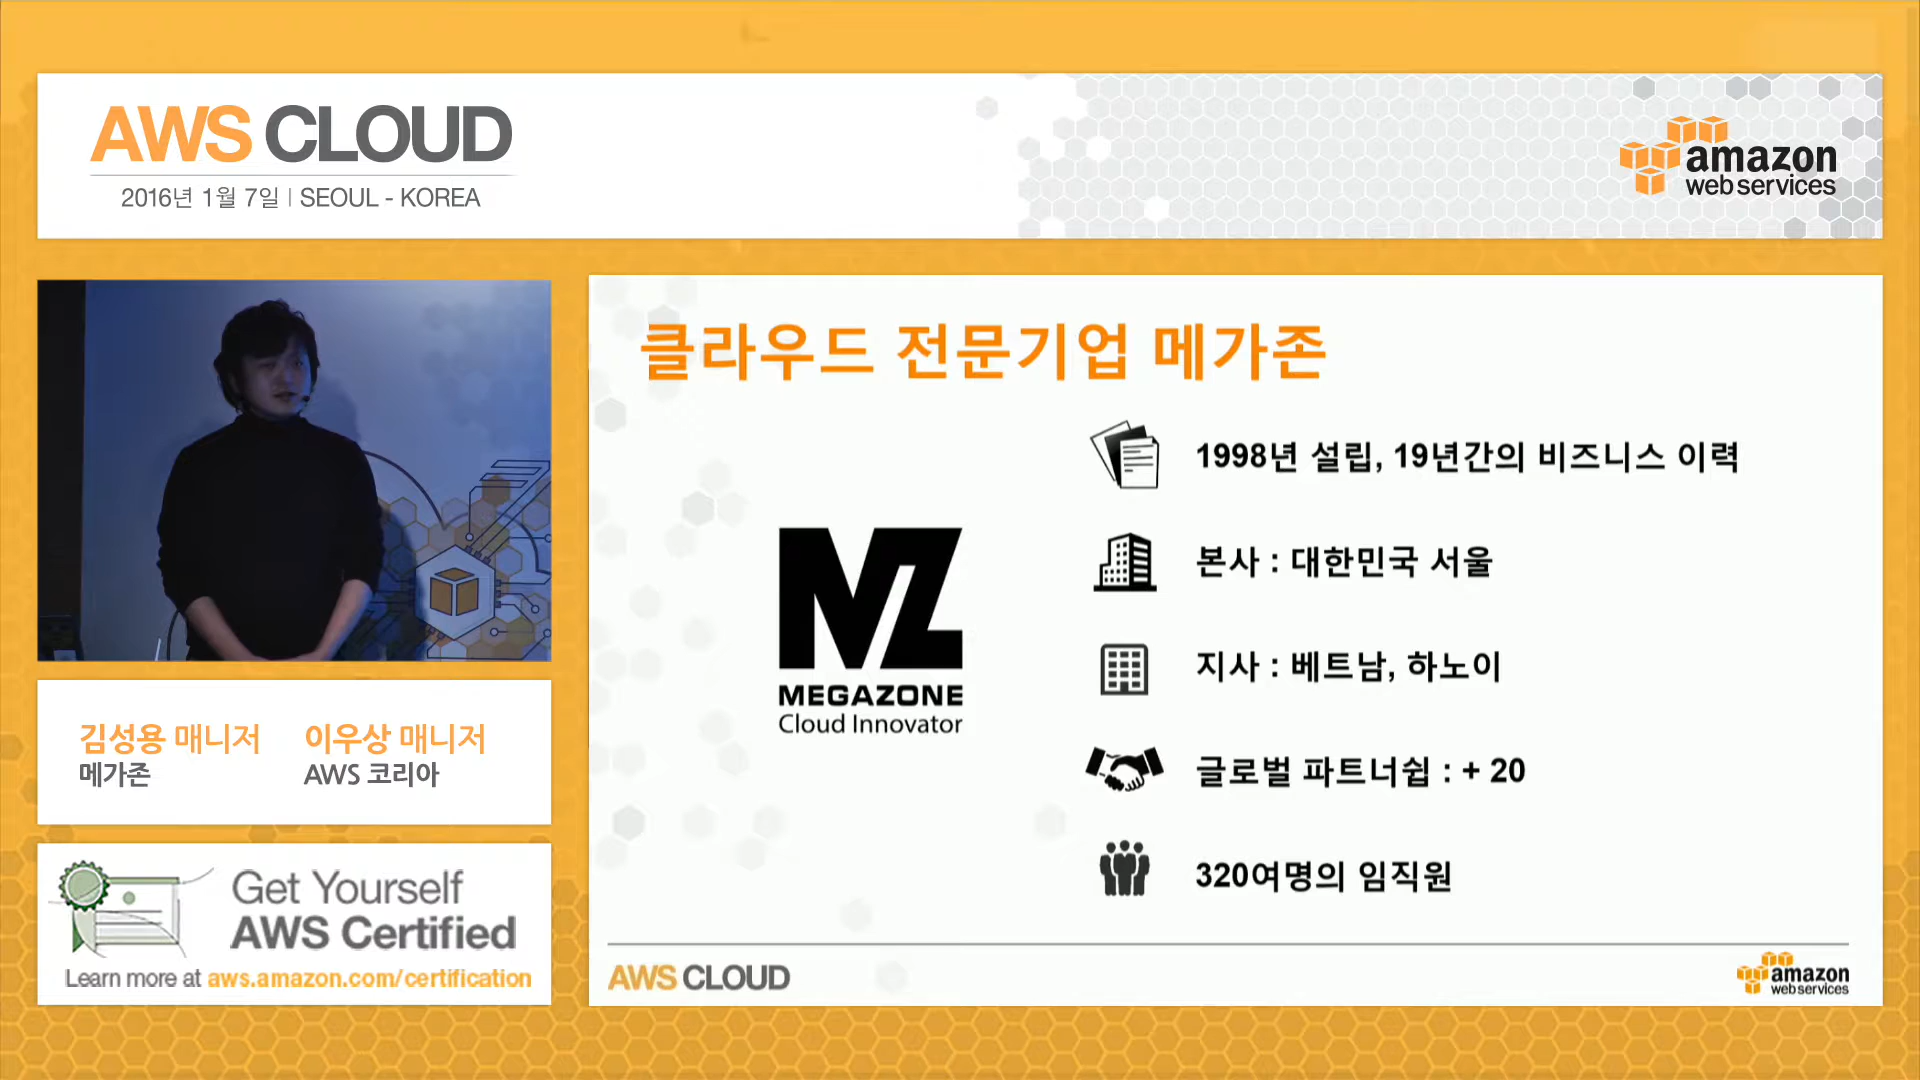 AWS CLOUD
2016년 1월 7일 | SEOUL - KOREA
amazon
web services
김성용 매니저
메가존
이우상 매니저
AWS 코리아
Get Yourself
AWS Certified
Learn more at aws.amazon.com/certification
클라우드 전문기업 메가존
MZ
MEGAZONE
Cloud Innovator
1998년 설립, 19년간의 비즈니스 이력
본사 : 대한민국 서울
지사 : 베트남, 하노이
글로벌 파트너쉽 : + 20
320여명의 임직원
AWS CLOUD
amazon
web services